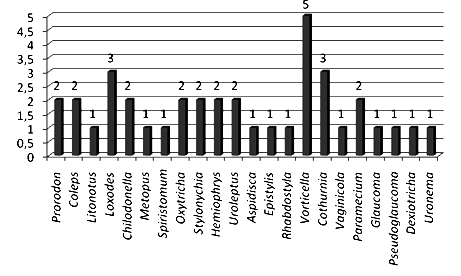 5
4,5
4
3,5
3
2,5
2
1,5
1
0,5
0
2 2 1 3 2 1 1 2 2 2 2 1 1 1 5 3 1 2 1 1 1 1
Prorodon
Coleps
Litonotus
Loxodes
Chilodonella
Metopus
Spiristomum
Oxytricha
Stylonychia
Hemiophrys
Uroleptus
Aspidisca
Epistylis
Rhabdostyla
Vorticella
Cothurnia
Vaginicola
Paramecium
Glaucoma
Pseudoglaucoma
Dexiotricha
Uronema